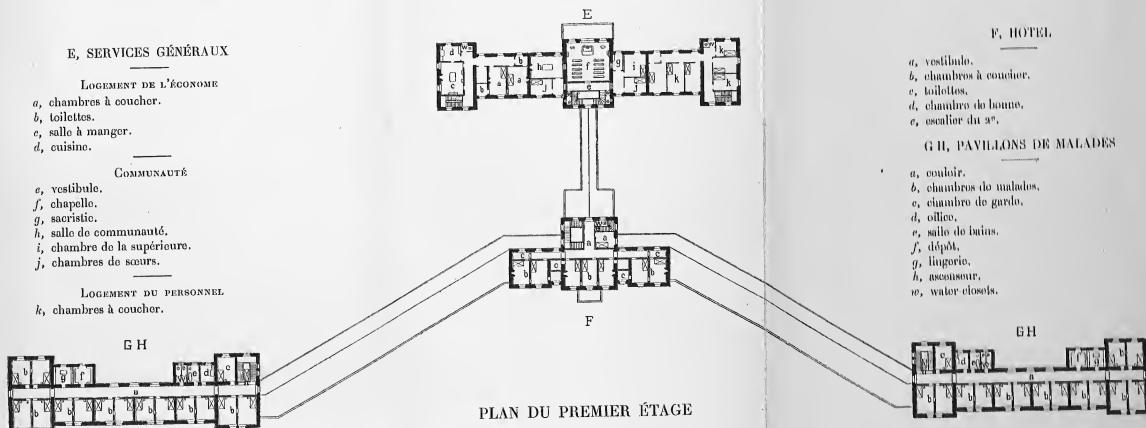 E, SERVICES GÉNÉRAUX
LOGEMENT DE L'ÉCONOME
a, chambres à coucher.
b, toilettes.
c, salle à manger.
d, cuisine.
COMMUNAUTÉ
e, vestibule.
f, chapelle.
g, sacristie.
h, salle de communauté.
i, chambre de la supérieure.
j, chambres de sœurs.
LOGEMENT DU PERSONNEL
k, chambres à coucher.
G H
E
F
PLAN DU PREMIER ÉTAGE
F, HOTEL
a, vestibule.
b, chambres à coucher.
c, toilettes.
d, chambre de bonne.
e, escalier du 2e.
G H, PAVILLONS DE MALADES
a, couloir.
b, chambres de malades.
c, chambre de garde.
d, office.
e, salle de bains.
f, dépôt.
g, lingerie.
h, ascenseur.
w, water-closets.
G H